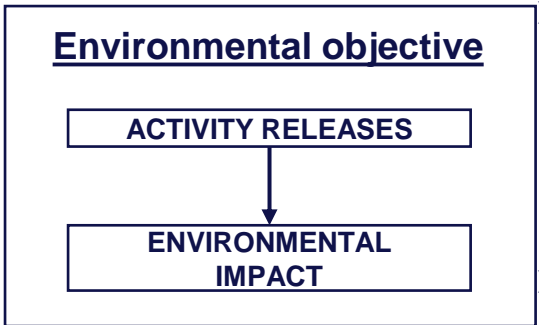 Environmental objective
ACTIVITY RELEASES
ENVIRONMENTAL
IMPACT